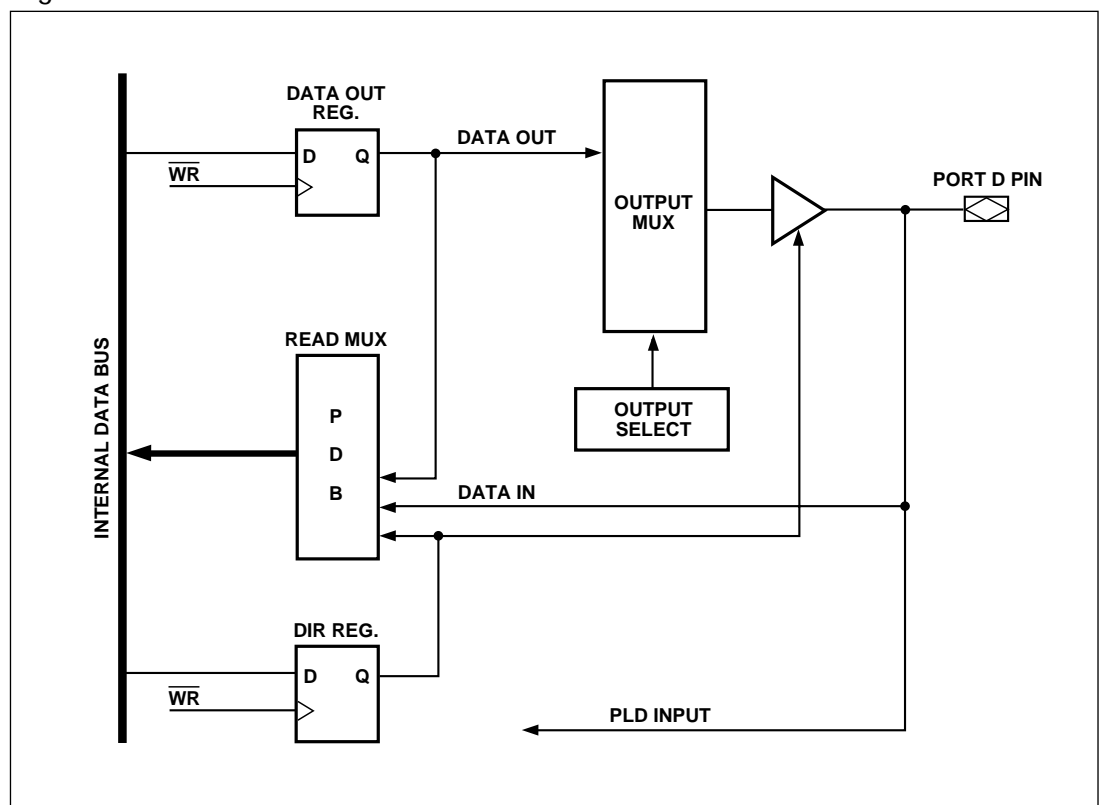 DATA OUT
REG.
D Q
WR
DATA OUT
OUTPUT
MUX
PORT D PIN
READ MUX
P
D
B
INTERNAL DATA BUS
OUTPUT
SELECT
DATA IN
DIR REG.
D Q
WR
PLD INPUT